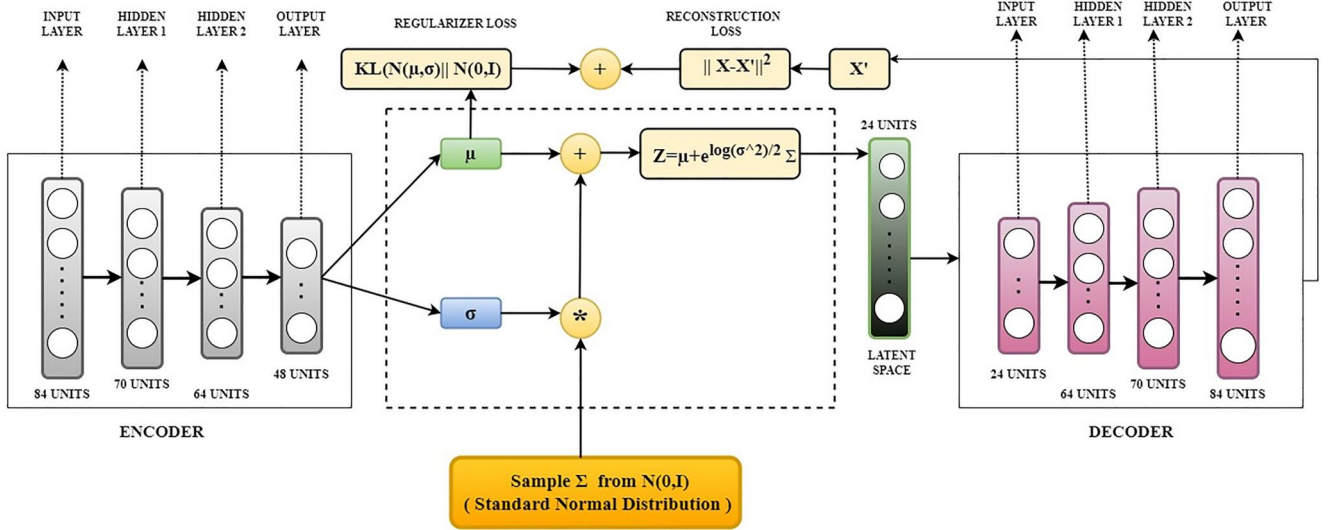 INPUT
LAYER
HIDDEN
LAYER 1
HIDDEN
LAYER 2
OUTPUT
LAYER
REGULARIZER LOSS
RECONSTRUCTION
LOSS
INPUT
LAYER
HIDDEN
LAYER 1
HIDDEN
LAYER 2
OUTPUT
LAYER
KL(N(μ,σ)|| N(0,I)
+
|| X-X'||^2
X'
24 UNITS
μ
+
Z=μ+e^log(σ^2)/2 Σ
σ
*
84 UNITS
70 UNITS
64 UNITS
48 UNITS
LATENT
SPACE
24 UNITS
64 UNITS
70 UNITS
84 UNITS
ENCODER
DECODER
Sample Σ from N(0,I)
( Standard Normal Distribution )